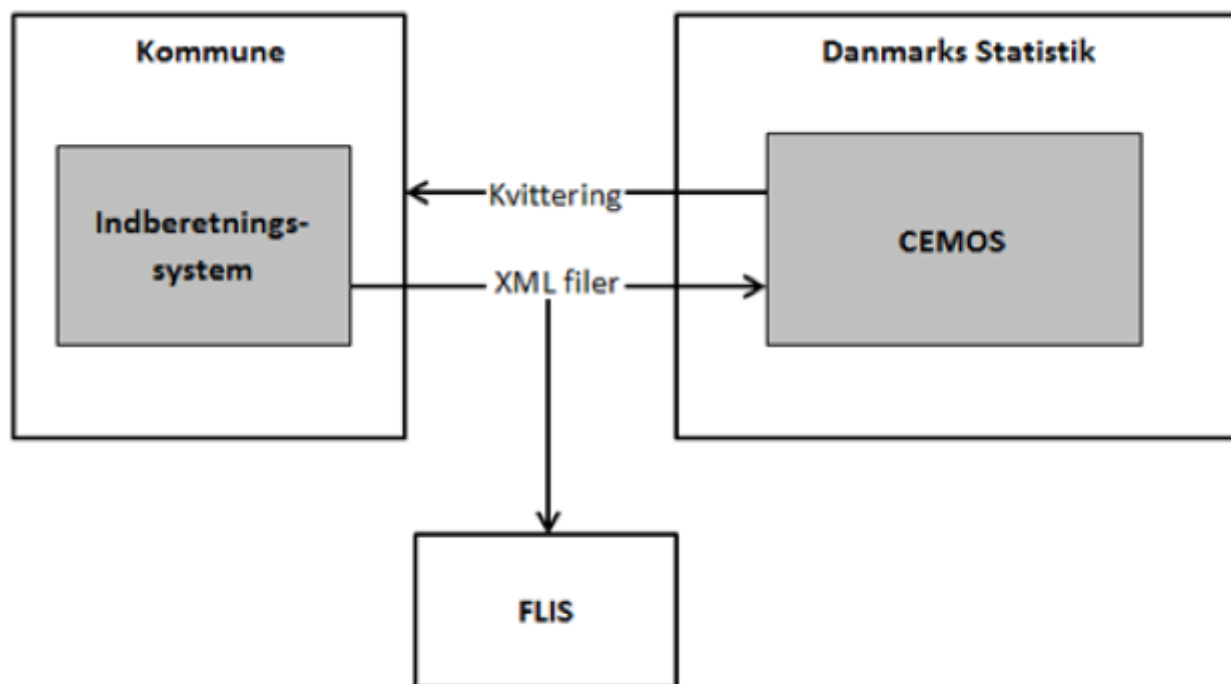 Kommune
Danmarks Statistik
Indberetnings-
system
Kvittering
XML filer
CEMOS
FLIS